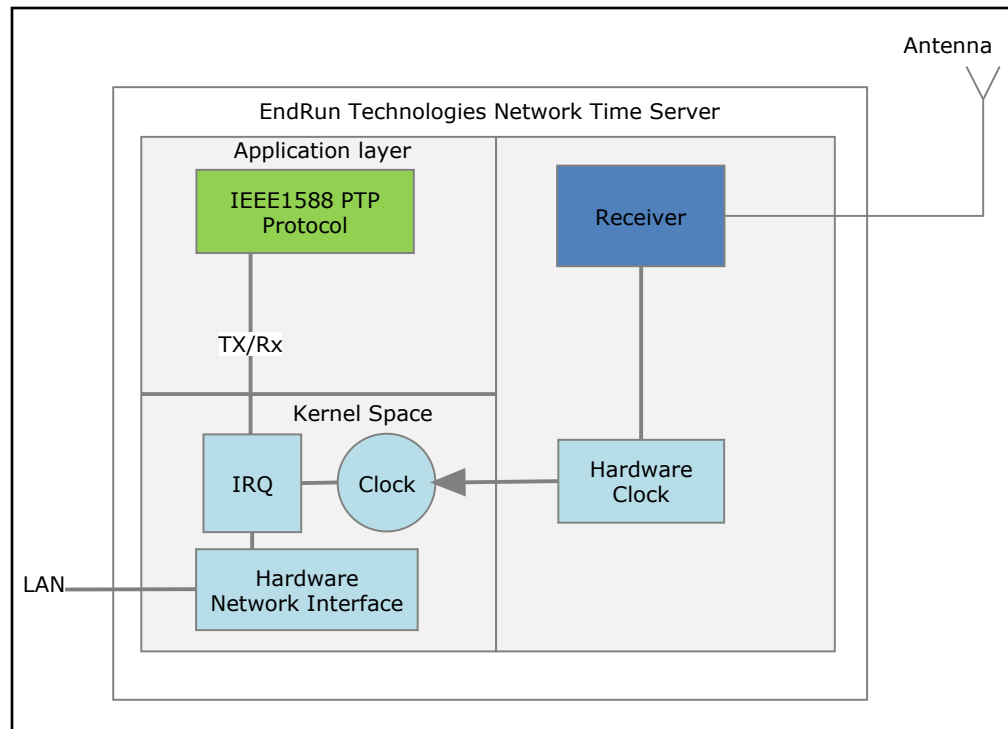 Antenna
EndRun Technologies Network Time Server
Application layer
IEEE1588 PTP
Protocol
Receiver
TX/Rx
Kernel Space
IRQ
Clock
Hardware
Clock
Hardware
Network Interface
LAN